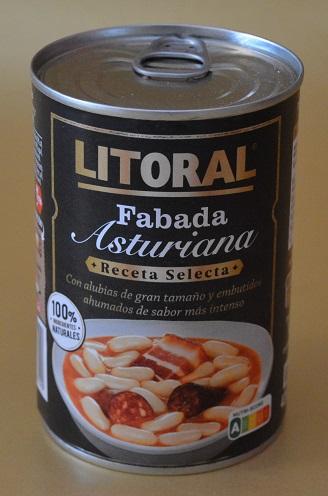 LITORAL®
Fabada
Asturiana
Receta Selecta
Con alubias de gran tamaño y embutidos
ahumados de sabor más intenso
100%
INGREDIENTES
NATURALES
NUTRI-SCORE
A